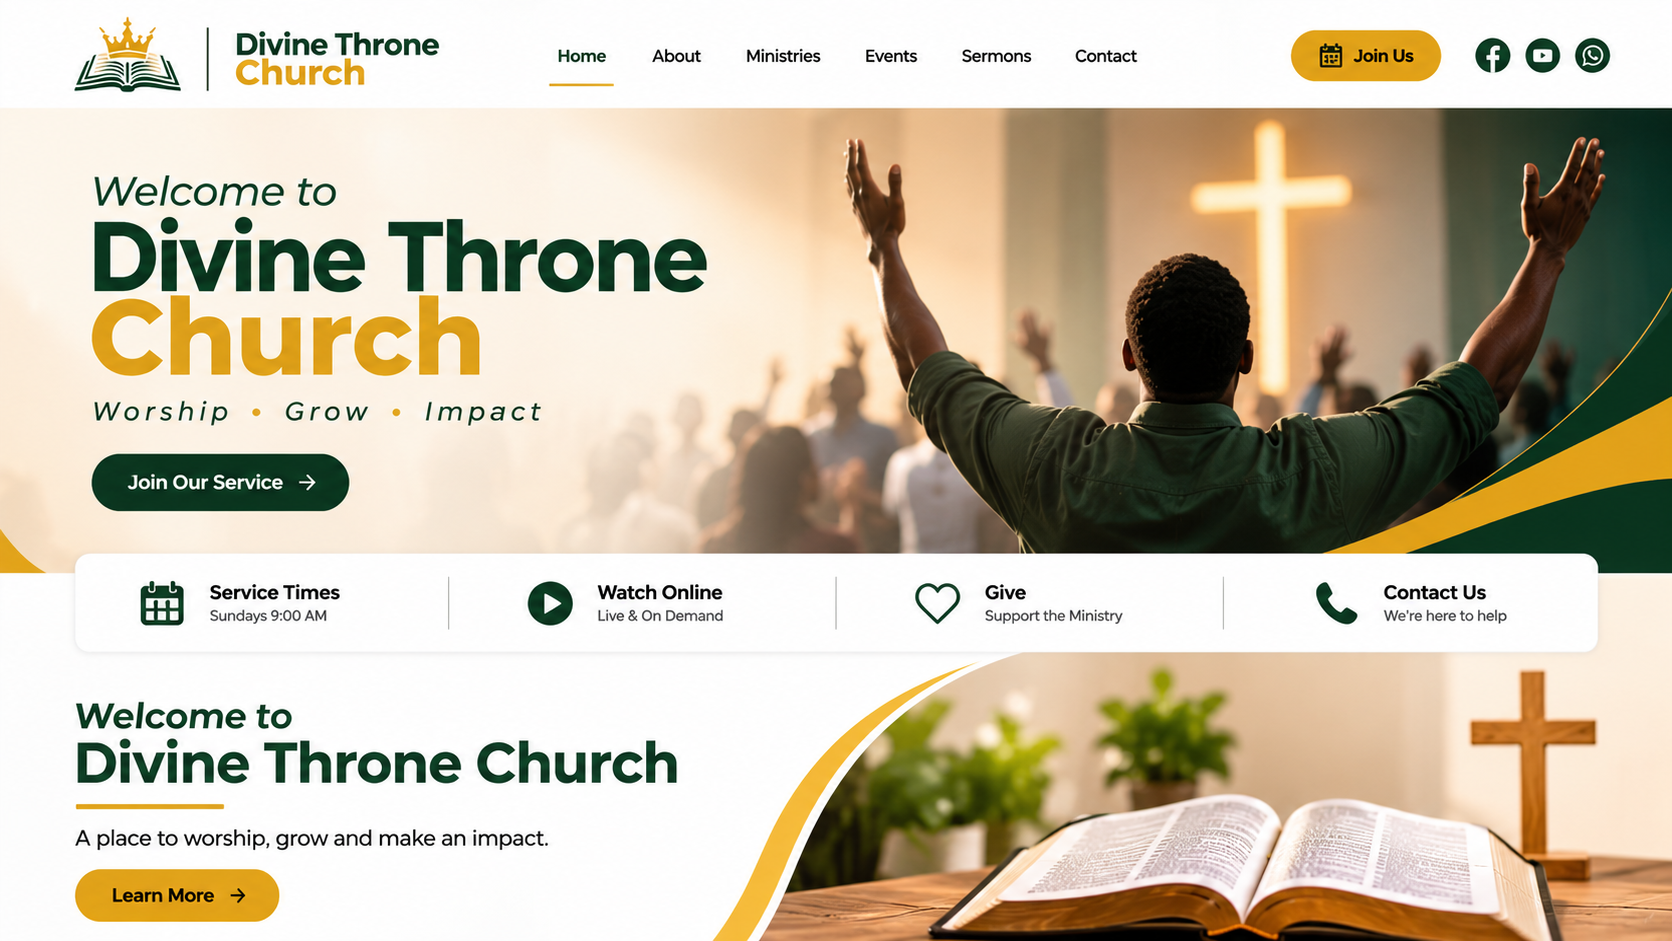 Divine Throne
Church
Home
About
Ministries
Events
Sermons
Contact
Join Us
Welcome to
Divine Throne
Church
Worship • Grow • Impact
Join Our Service →
Service Times
Sundays 9:00 AM
Watch Online
Live & On Demand
Give
Support the Ministry
Contact Us
We're here to help
Welcome to
Divine Throne Church
A place to worship, grow and make an impact.
Learn More →